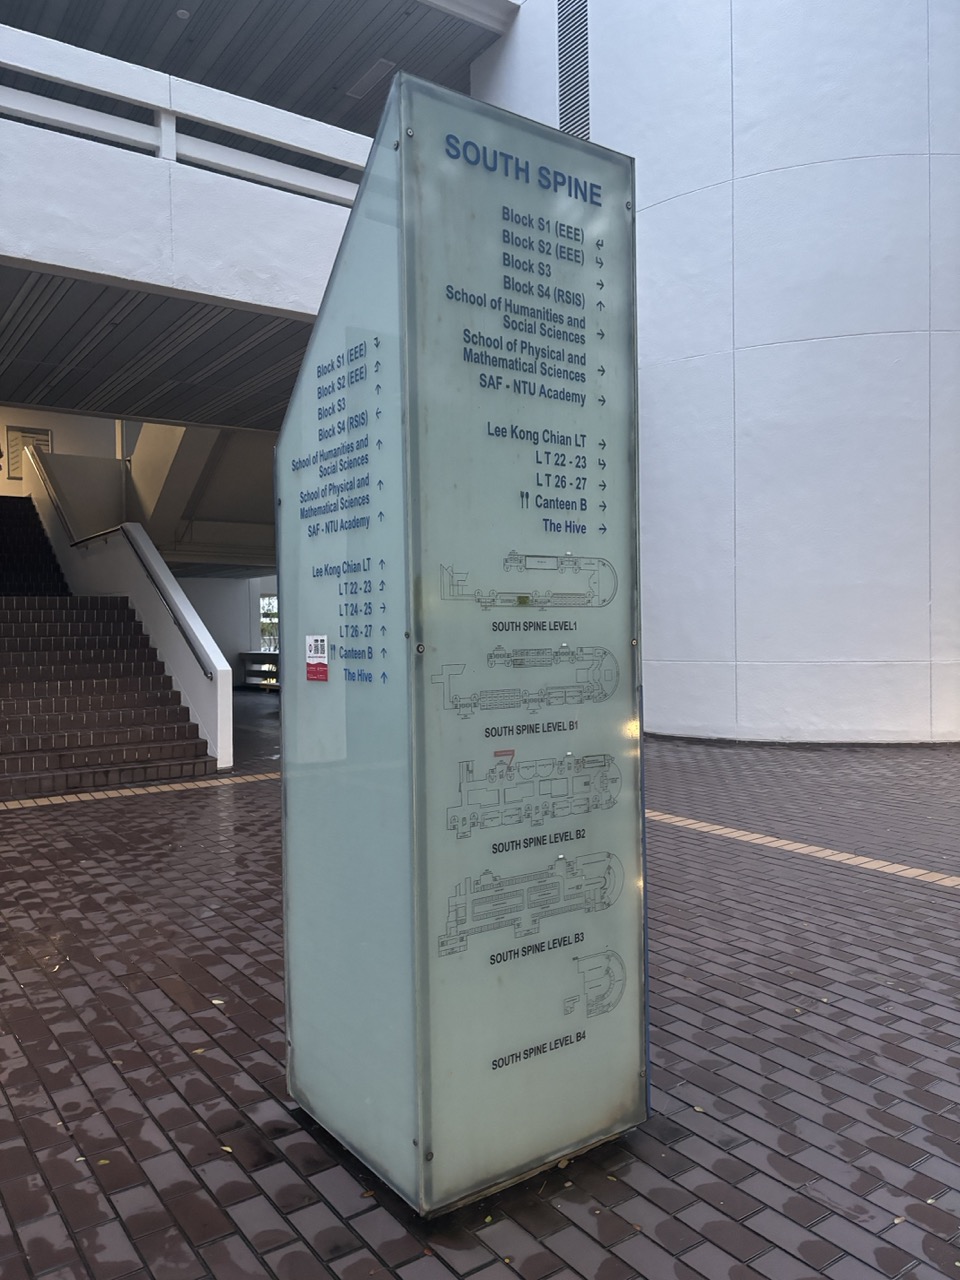 SOUTH SPINE
Block S1 (EEE)
Block S2 (EEE)
Block S3
Block S4 (RSIS)
School of Humanities and
Social Sciences
School of Physical and
Mathematical Sciences
SAF - NTU Academy
Lee Kong Chian LT
LT 22 - 23
LT 26 - 27
Canteen B
The Hive
SOUTH SPINE LEVEL1
SOUTH SPINE LEVEL B1
SOUTH SPINE LEVEL B2
SOUTH SPINE LEVEL B3
SOUTH SPINE LEVEL B4
Block S1 (EEE)
Block S2 (EEE)
Block S3
Block S4 (RSIS)
School of Humanities and
Social Sciences
School of Physical and
Mathematical Sciences
SAF - NTU Academy
Lee Kong Chian LT
LT 22 - 23
LT 24 - 25
LT 26 - 27
Canteen B
The Hive